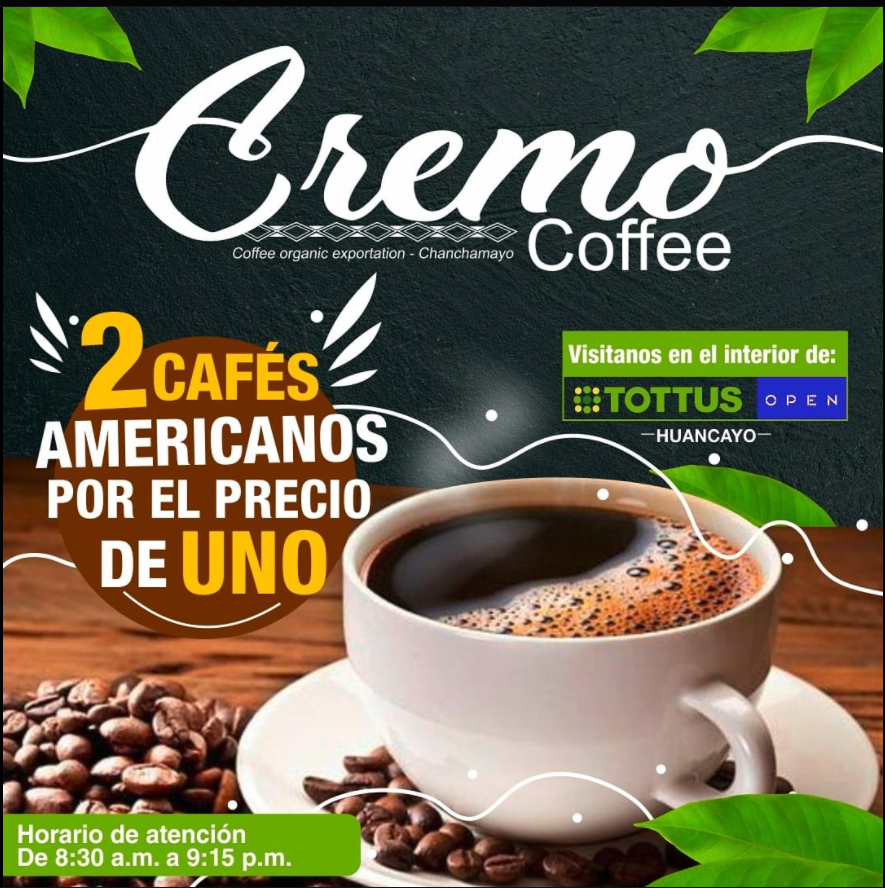 Cremo
Coffee
Coffee organic exportation - Chanchamayo
2 CAFÉS
AMERICANOS
POR EL PRECIO
DE UNO
Visitanos en el interior de:
TOTTUS OPEN
HUANCAYO
Horario de atención
De 8:30 a.m. a 9:15 p.m.